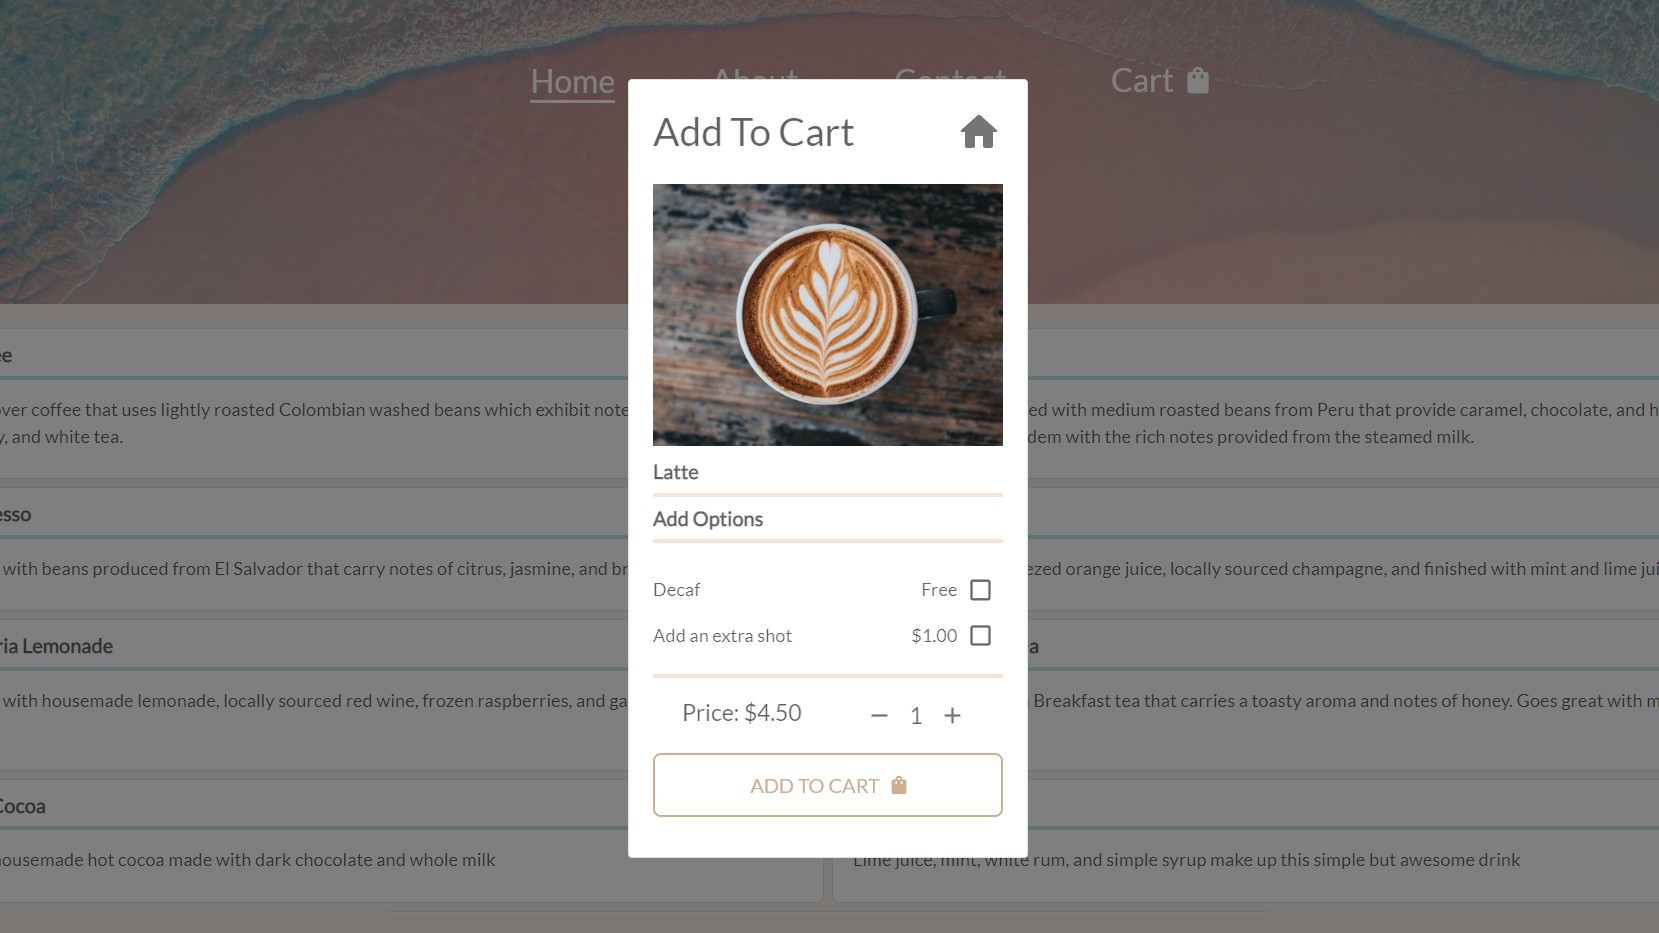 Home About Contact Cart
Add To Cart
ee
ver coffee that uses lightly roasted Colombian washed beans which exhibit note
y, and white tea.
ed with medium roasted beans from Peru that provide caramel, chocolate, and h
dem with the rich notes provided from the steamed milk.
Latte
Add Options
esso
with beans produced from El Salvador that carry notes of citrus, jasmine, and br
ezed orange juice, locally sourced champagne, and finished with mint and lime jui
Decaf Free
Add an extra shot $1.00
ria Lemonade
with housemade lemonade, locally sourced red wine, frozen raspberries, and ga
a
Breakfast tea that carries a toasty aroma and notes of honey. Goes great with m
Price: $4.50 − 1 +
ADD TO CART
Cocoa
ousemade hot cocoa made with dark chocolate and whole milk
Lime juice, mint, white rum, and simple syrup make up this simple but awesome drink